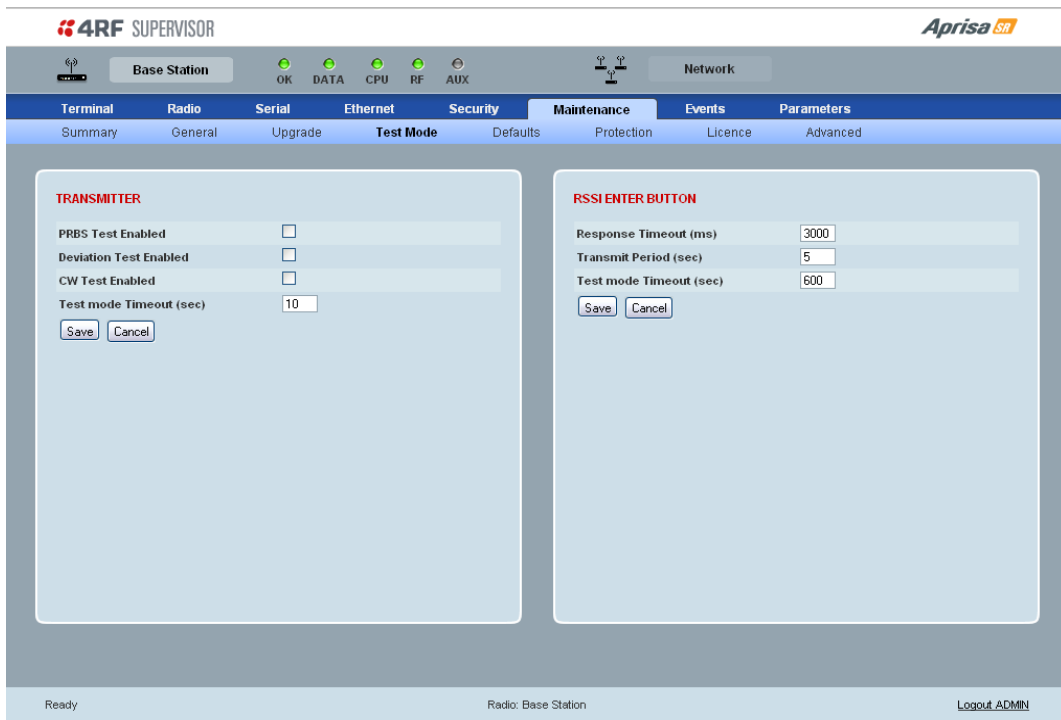 4RF SUPERVISOR
Aprisa SR
Base Station
OK DATA CPU RF AUX
Network
Terminal Radio Serial Ethernet Security Maintenance Events Parameters
Summary General Upgrade Test Mode Defaults Protection Licence Advanced
TRANSMITTER
PRBS Test Enabled
Deviation Test Enabled
CW Test Enabled
Test mode Timeout (sec) 10
Save Cancel
RSSI ENTER BUTTON
Response Timeout (ms) 3000
Transmit Period (sec) 5
Test mode Timeout (sec) 600
Save Cancel
Ready Radio: Base Station Logout ADMIN